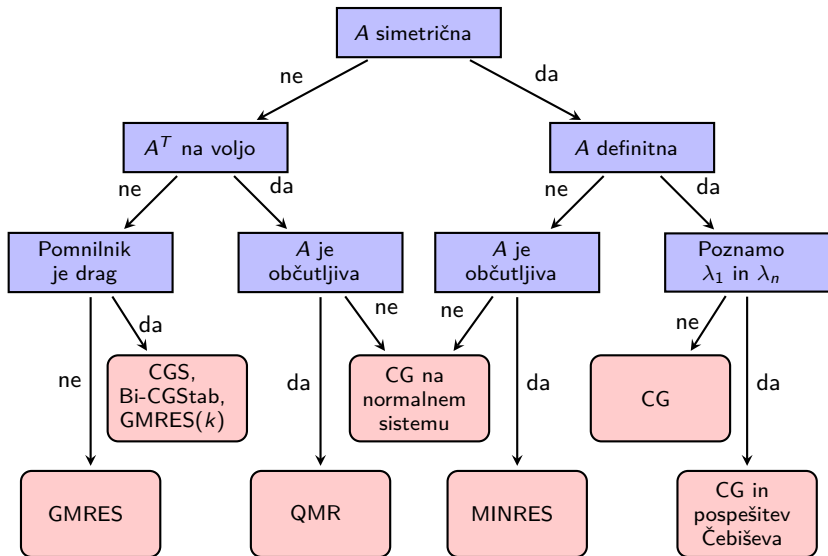 A simetrična
ne
da
A^T na voljo
A definitna
ne
da
ne
da
Pomnilnik
je drag
A je
občutljiva
A je
občutljiva
Poznamo
λ₁ in λₙ
ne
da
da
ne
ne
da
ne
da
CGS,
Bi-CGStab,
GMRES(k)
CG na
normalnem
sistemu
CG
GMRES
QMR
MINRES
CG in
pospešitev
Čebiševa